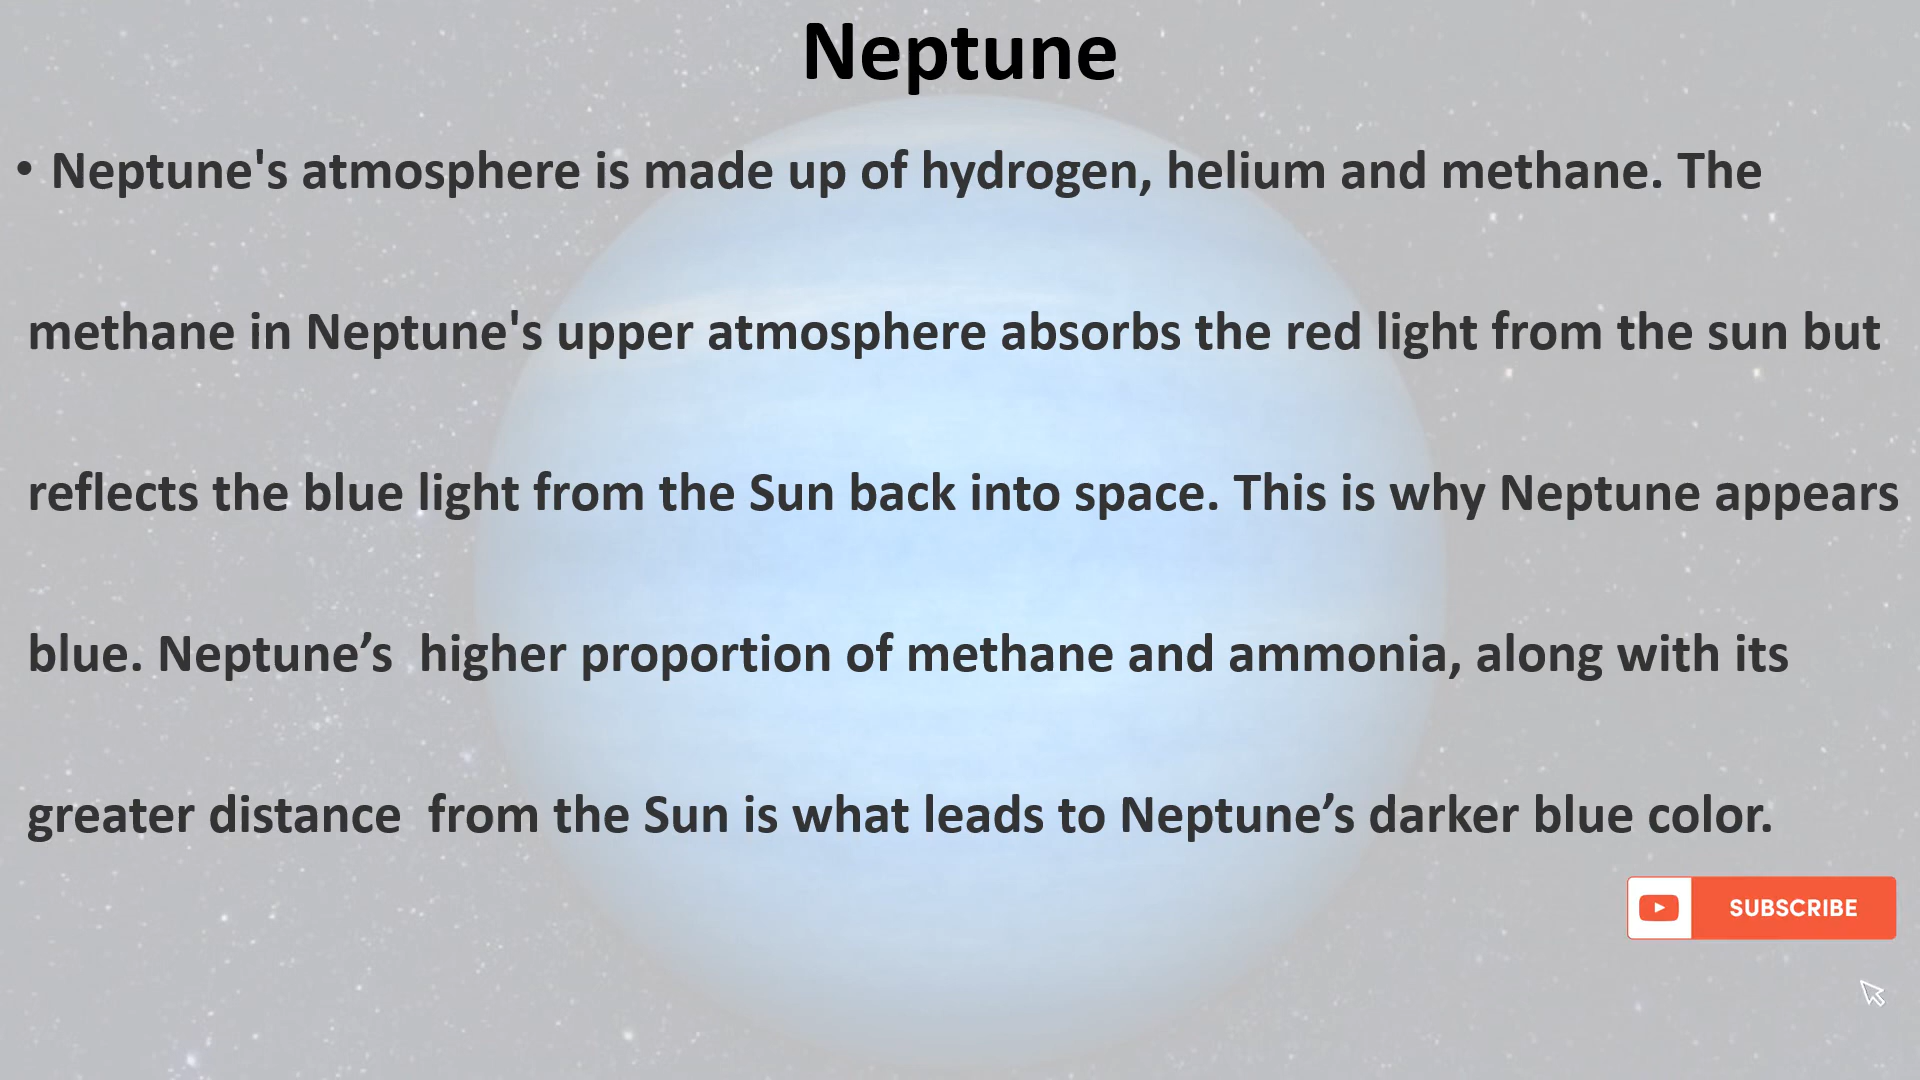 Neptune
• Neptune's atmosphere is made up of hydrogen, helium and methane. The
methane in Neptune's upper atmosphere absorbs the red light from the sun but
reflects the blue light from the Sun back into space. This is why Neptune appears
blue. Neptune’s  higher proportion of methane and ammonia, along with its
greater distance  from the Sun is what leads to Neptune’s darker blue color.
SUBSCRIBE